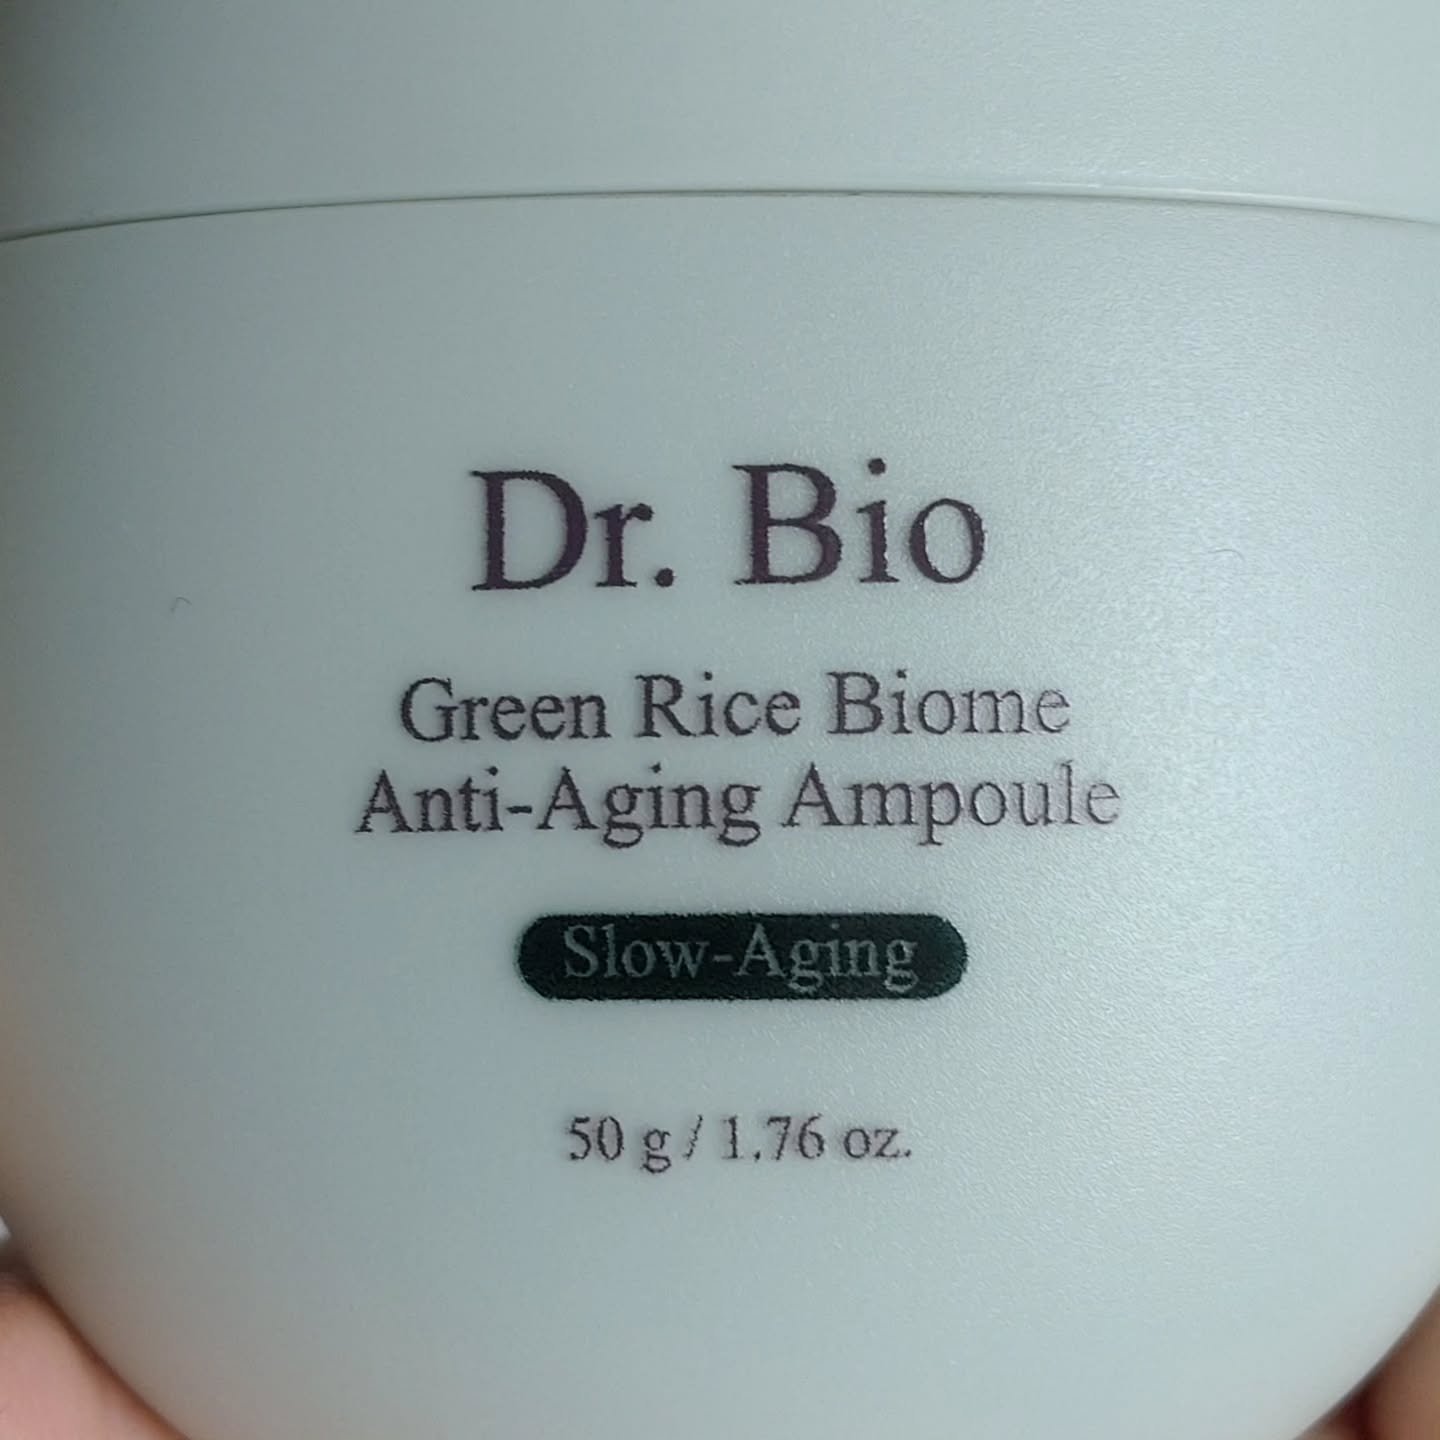 Dr. Bio
Green Rice Biome
Anti-Aging Ampoule
Slow-Aging
50 g / 1.76 oz.